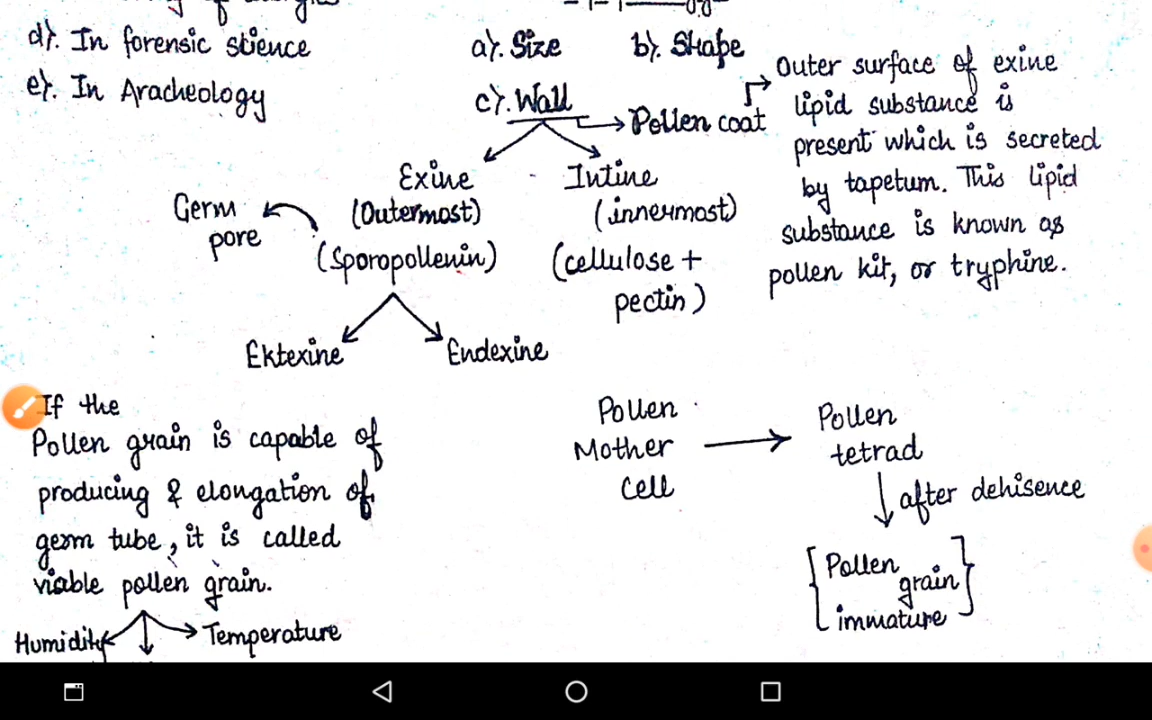 d). In forensic science
e). In Aracheology
a). Size
b). Shape
c). Wall
Pollen coat
Outer surface of exine
lipid substance is
present which is secreted
by tapetum. This lipid
substance is known as
pollen kit, or tryphine.
Exine
(Outermost)
(Sporopollenin)
Germ
pore
Intine
(innermost)
(cellulose +
pectin)
Ektexine
Endexine
If the
Pollen grain is capable of
producing & elongation of
germ tube, it is called
viable pollen grain.
Humidity
Temperature
Pollen
Mother
Cell
Pollen
tetrad
after dehisence
Pollen
grain
immature